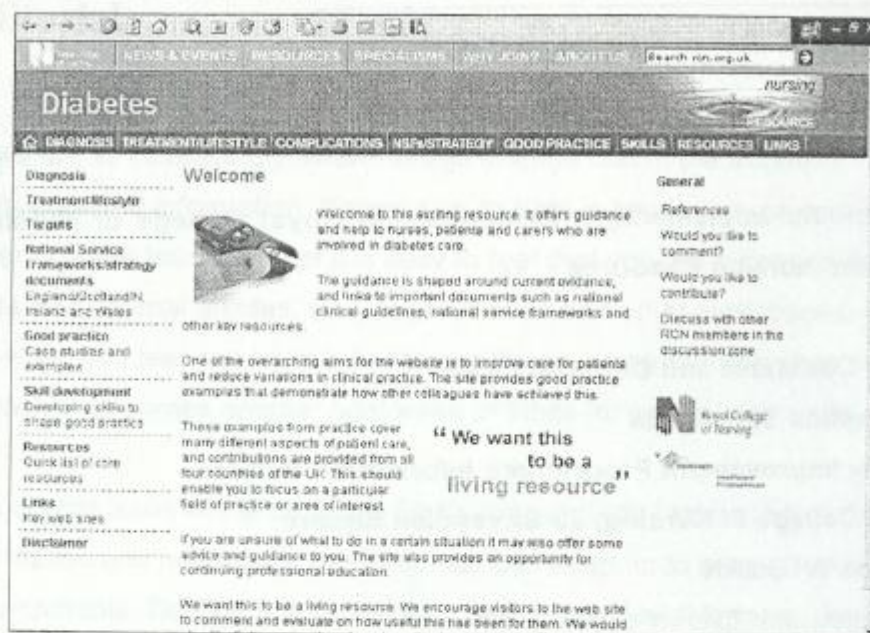 NEWS & EVENTS RESOURCES SPECIALISMS WHY JOIN? ABOUT US Search rcn.org.uk
nursing
RESOURCE
Diabetes
DIAGNOSIS TREATMENT/LIFESTYLE COMPLICATIONS NSFs/STRATEGY GOOD PRACTICE SKILLS RESOURCES LINKS
Diagnosis
Treatment/lifestyle
Targets
National Service
Frameworks/strategy
documents
England/Scotland/N.
Ireland and Wales
Good practice
Case studies and
examples
Skill development
Developing skills to
shape good practice
Resources
Quick list of core
resources
Links
Key web sites
Disclaimer
Welcome
Welcome to this exciting resource. It offers guidance
and help to nurses, patients and carers who are
involved in diabetes care.
The guidance is shaped around current evidence,
and links to important documents such as national
clinical guidelines, national service frameworks and
other key resources.
One of the overarching aims for the website is to improve care for patients
and reduce variations in clinical practice. The site provides good practice
examples that demonstrate how other colleagues have achieved this.
These examples from practice cover
many different aspects of patient care,
and contributions are provided from all
four countries of the UK. This should
enable you to focus on a particular
field of practice or area of interest.
“ We want this
to be a
living resource ”
If you are unsure of what to do in a certain situation it may also offer some
advice and guidance to you. The site also provides an opportunity for
continuing professional education.
We want this to be a living resource. We encourage visitors to the web site
to comment and evaluate on how useful this has been for them. We would
General
References
Would you like to
comment?
Would you like to
contribute?
Discuss with other
RCN members in the
discussion zone
Royal College
of Nursing